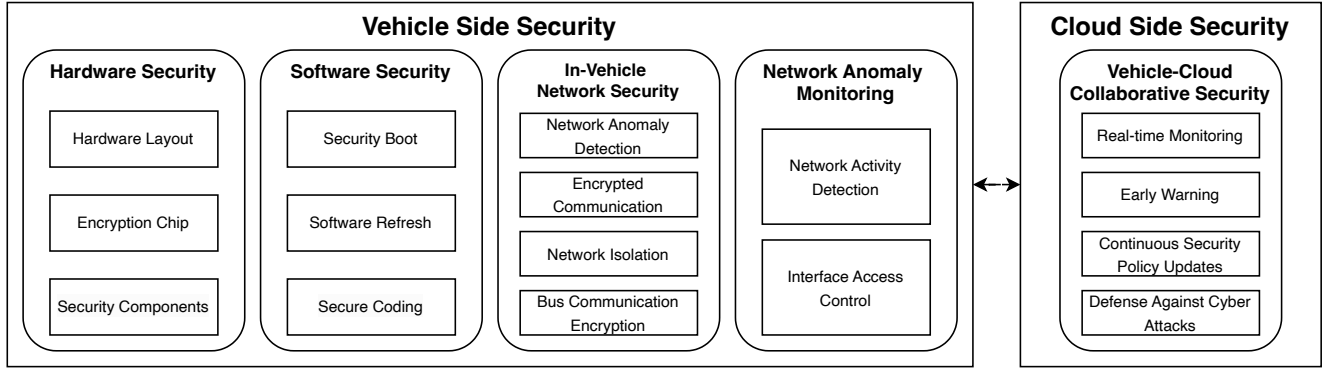 Vehicle Side Security
Hardware Security
Hardware Layout
Encryption Chip
Security Components
Software Security
Security Boot
Software Refresh
Secure Coding
In-Vehicle
Network Security
Network Anomaly
Detection
Encrypted
Communication
Network Isolation
Bus Communication
Encryption
Network Anomaly
Monitoring
Network Activity
Detection
Interface Access
Control
Cloud Side Security
Vehicle-Cloud
Collaborative Security
Real-time Monitoring
Early Warning
Continuous Security
Policy Updates
Defense Against Cyber
Attacks